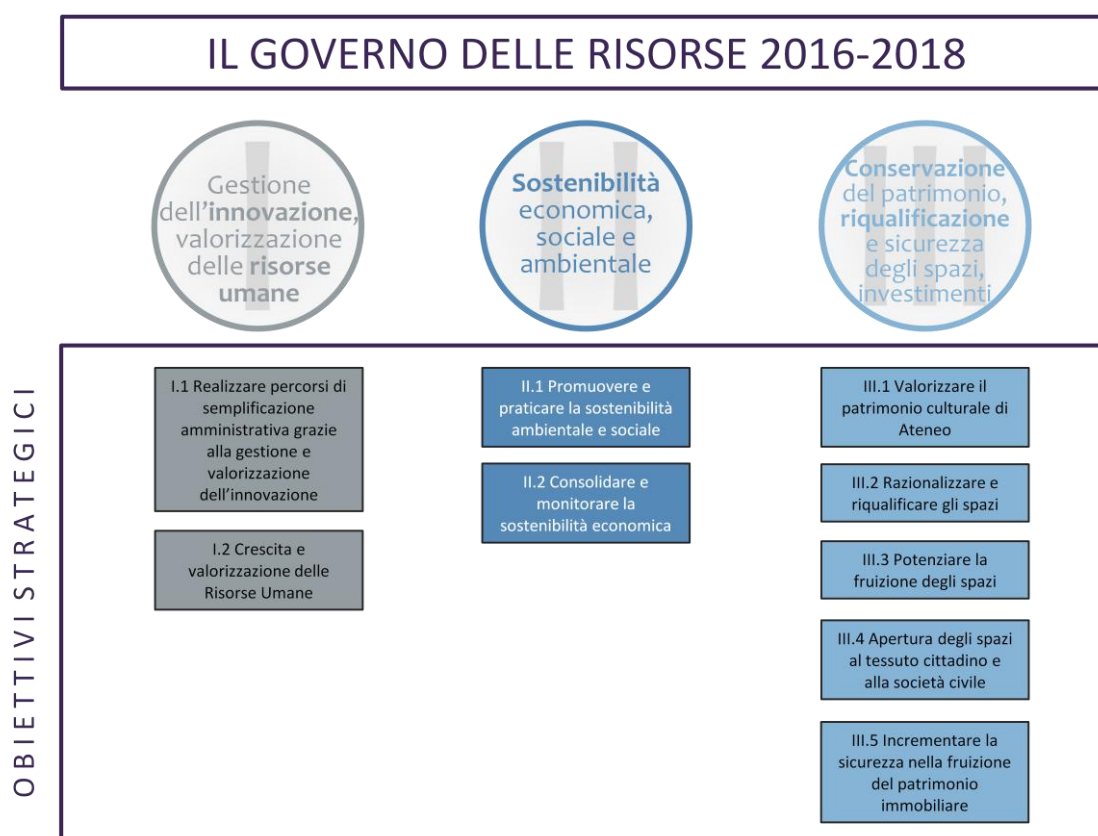 IL GOVERNO DELLE RISORSE 2016-2018
Gestione
dell'innovazione,
valorizzazione
delle risorse
umane
Sostenibilità
economica,
sociale e
ambientale
Conservazione
del patrimonio,
riqualificazione
e sicurezza
degli spazi,
investimenti
OBIETTIVI STRATEGICI
I.1 Realizzare percorsi di
semplificazione
amministrativa grazie
alla gestione e
valorizzazione
dell'innovazione
I.2 Crescita e
valorizzazione delle
Risorse Umane
II.1 Promuovere e
praticare la sostenibilità
ambientale e sociale
II.2 Consolidare e
monitorare la
sostenibilità economica
III.1 Valorizzare il
patrimonio culturale di
Ateneo
III.2 Razionalizzare e
riqualificare gli spazi
III.3 Potenziare la
fruizione degli spazi
III.4 Apertura degli spazi
al tessuto cittadino e
alla società civile
III.5 Incrementare la
sicurezza nella fruizione
del patrimonio
immobiliare